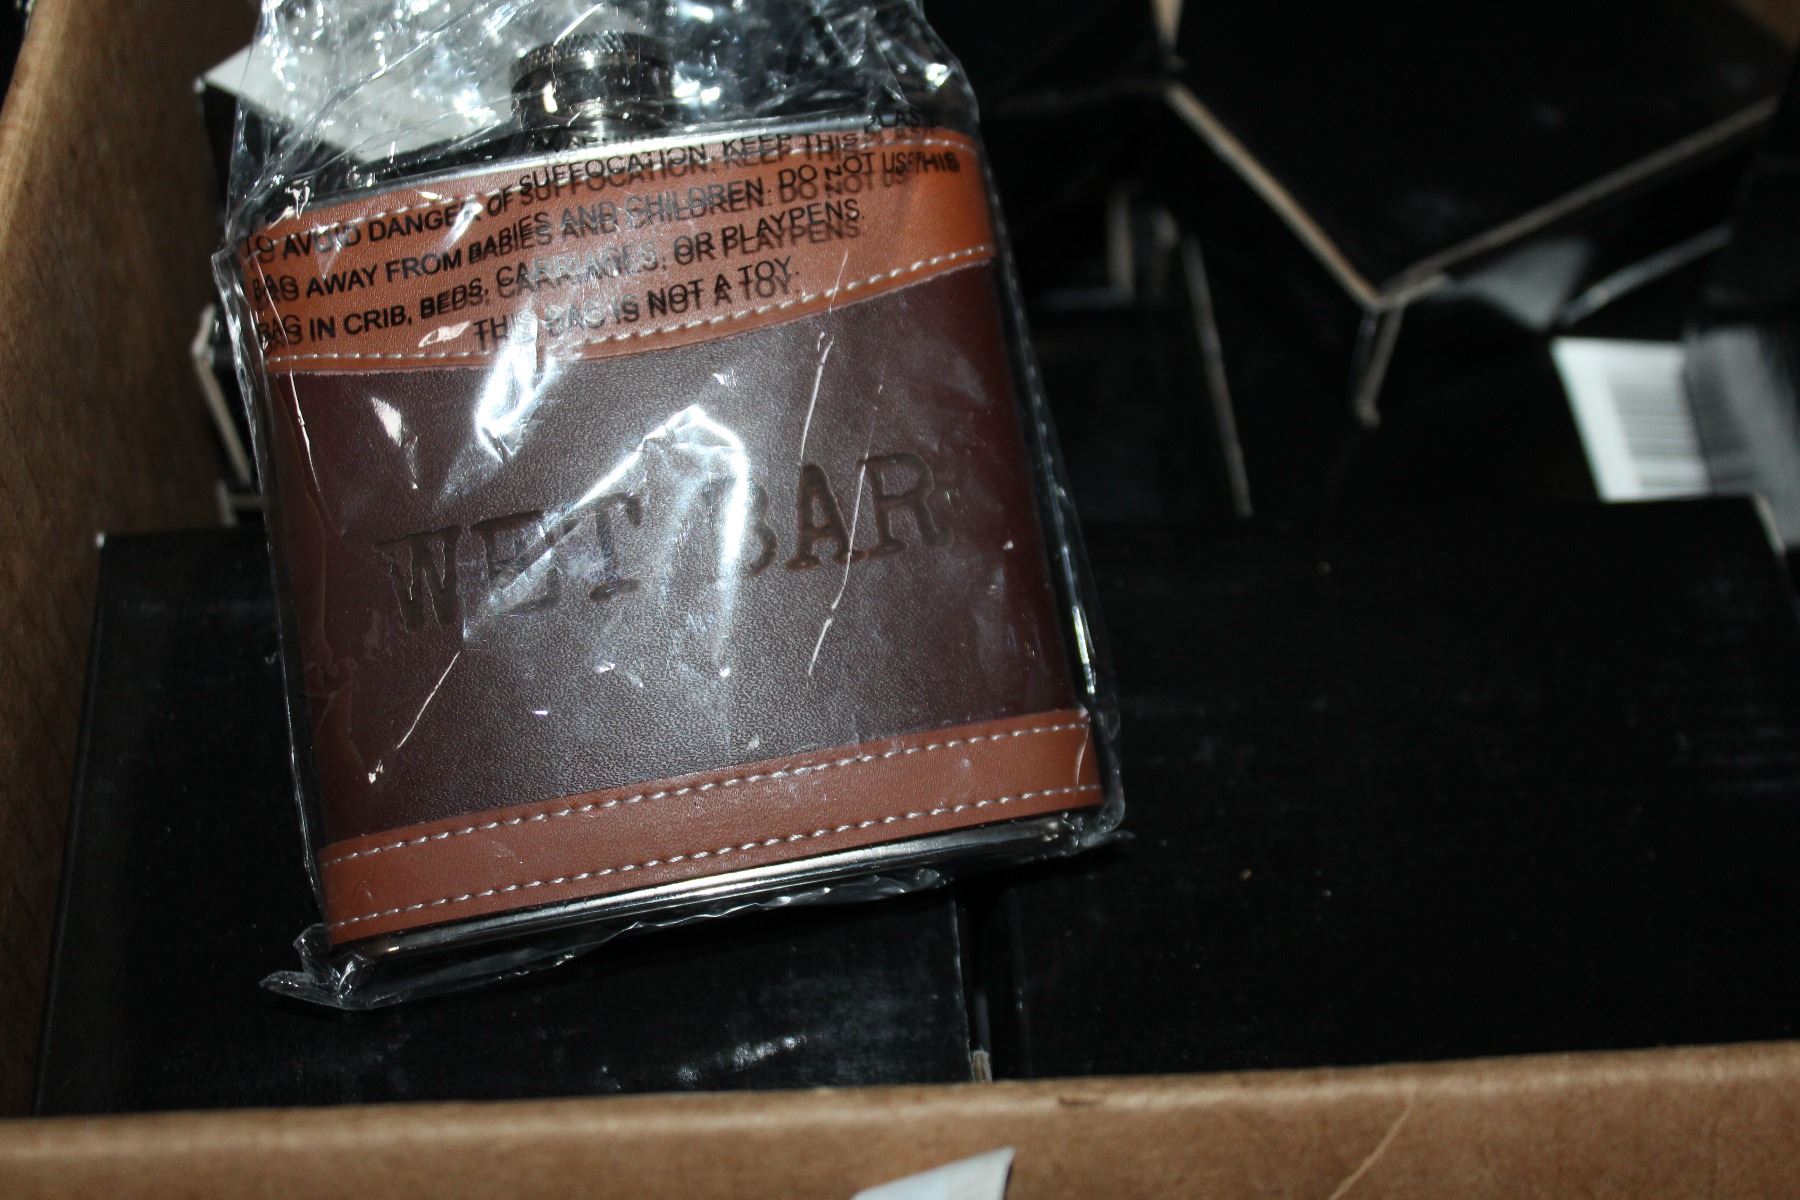 TO AVOID DANGER OF SUFFOCATION, KEEP THIS PLASTIC
BAG AWAY FROM BABIES AND CHILDREN. DO NOT USE THIS
BAG IN CRIB, BEDS, CARRIAGES, OR PLAYPENS.
THIS BAG IS NOT A TOY.
WET BAR